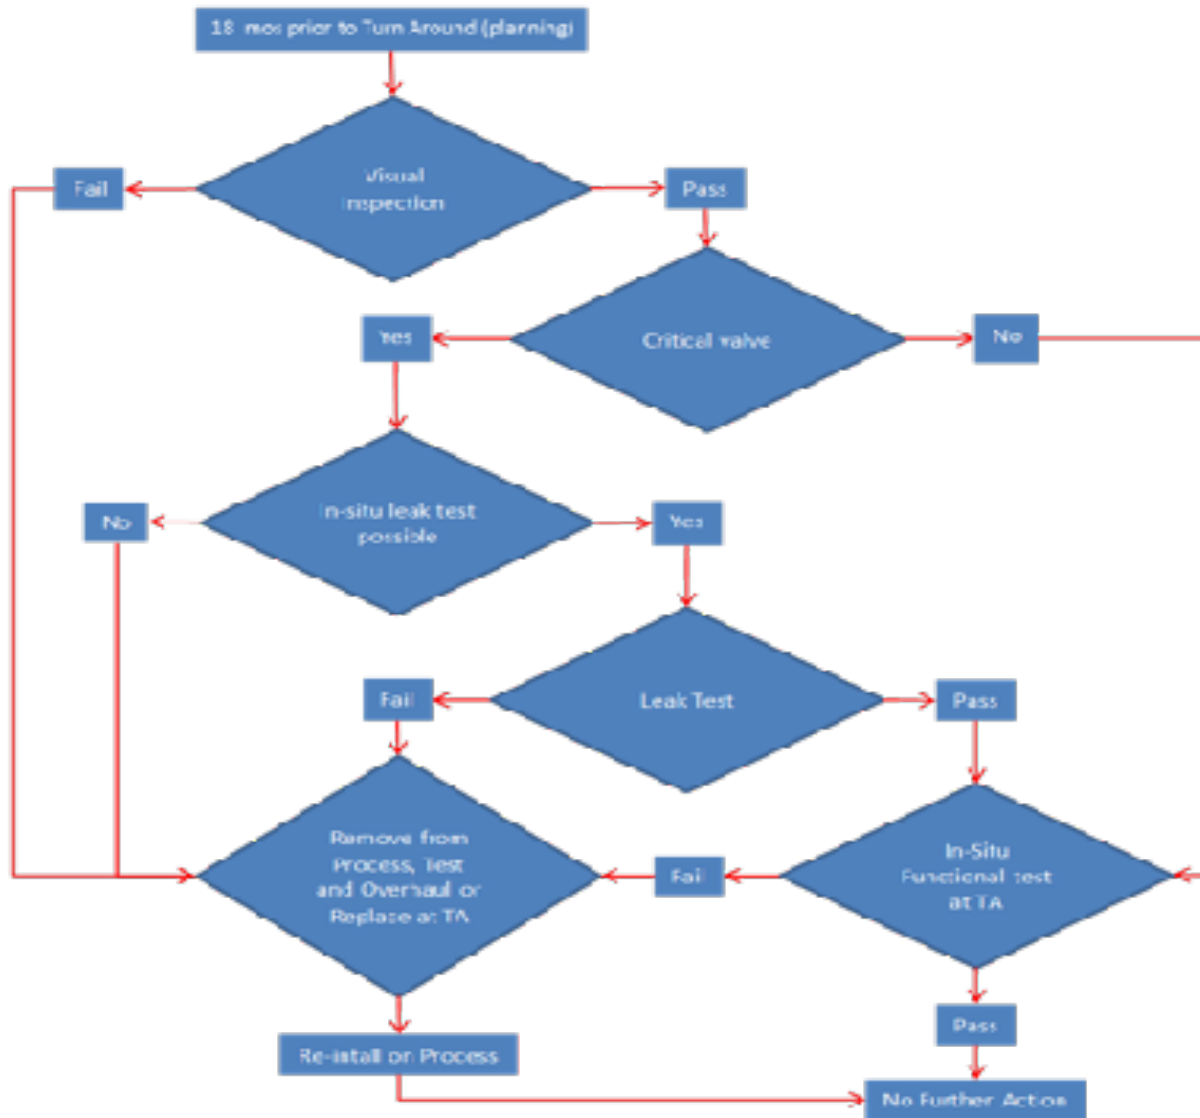 18 mos prior to Turn Around (planning)
Visual
Inspection
Fail
Pass
Critical valve
Yes
No
In-situ leak test
possible
No
Yes
Leak Test
Fail
Pass
Remove from
Process, Test
and Overhaul or
Replace at TA
Fail
In-Situ
Functional test
at TA
Pass
Re-intall on Process
No Further Action